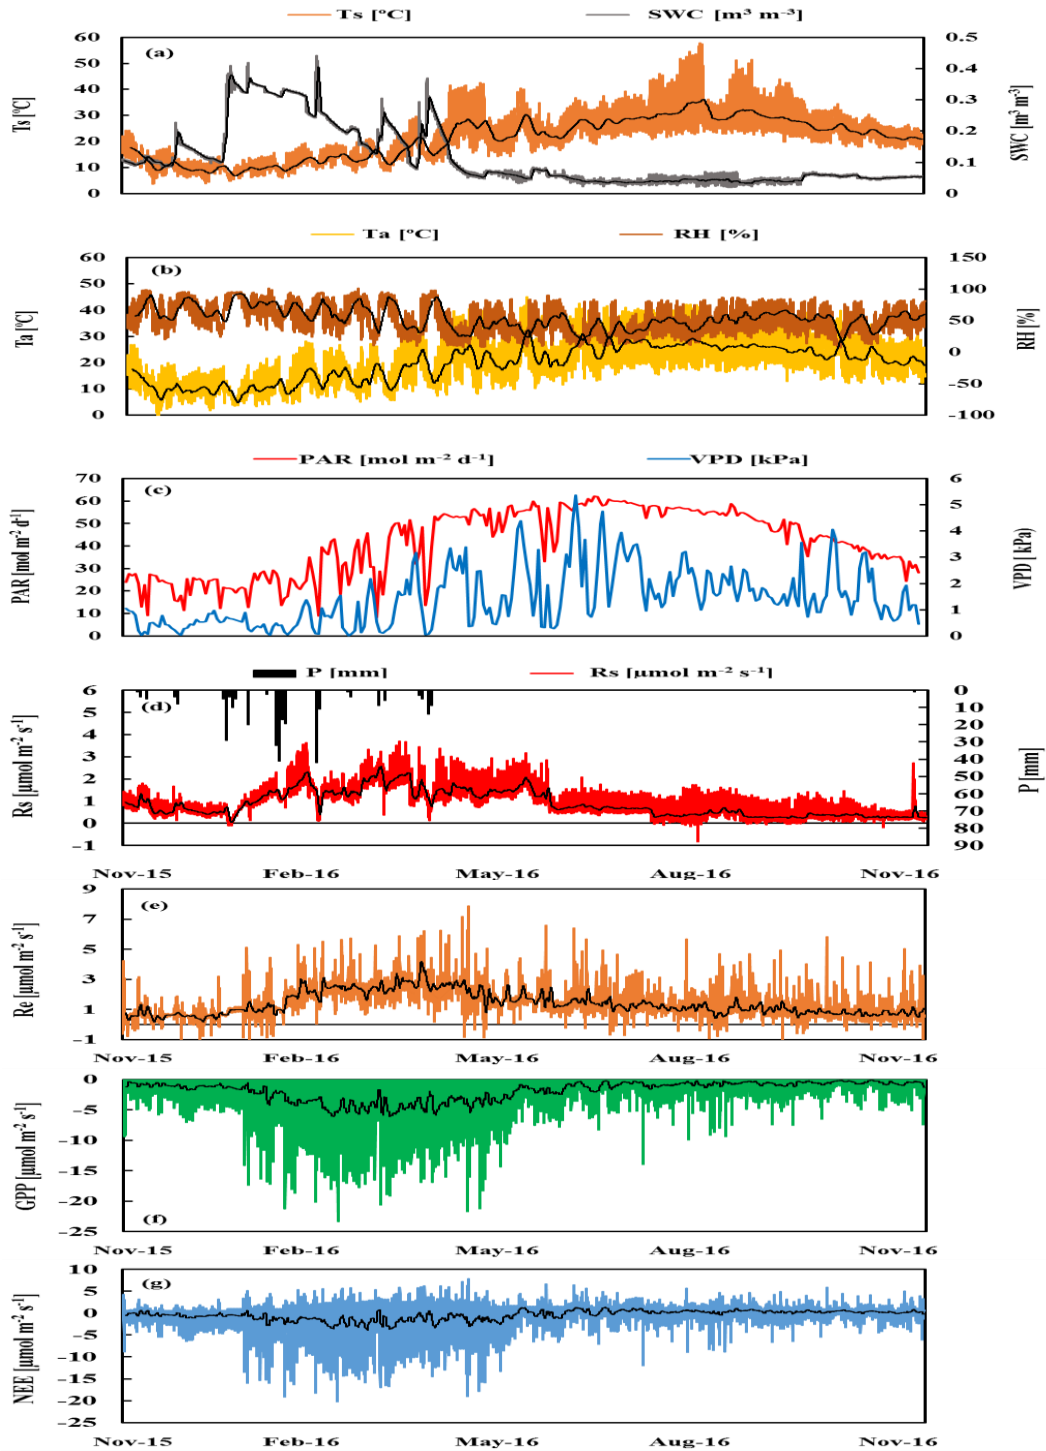 Ts [°C] SWC [m³ m⁻³]
60 (a) 0.5
50 0.4
40 0.3
30 0.2
20 0.1
10 0
0
Ts [°C]
SWC [m³ m⁻³]
Ta [°C] RH [%]
60 (b) 150
50 100
40 50
30 0
20 -50
10 -100
0
Ta [°C]
RH [%]
PAR [mol m⁻² d⁻¹] VPD [kPa]
70 (c) 6
60 5
50 4
40 3
30 2
20 1
10 0
0
PAR [mol m⁻² d⁻¹]
VPD [kPa)
P [mm] Rs [µmol m⁻² s⁻¹]
6 (d) 0
5 10
4 20
3 30
2 40
1 50
0 60
-1 70
80
90
Rs [µmol m⁻² s⁻¹]
P [mm]
Nov-15 Feb-16 May-16 Aug-16 Nov-16
9 (e)
7
5
3
1
-1
Re [µmol m⁻² s⁻¹]
Nov-15 Feb-16 May-16 Aug-16 Nov-16
0
-5
-10
-15
-20
-25 (f)
GPP [µmol m⁻² s⁻¹]
Nov-15 Feb-16 May-16 Aug-16 Nov-16
10 (g)
5
0
-5
-10
-15
-20
-25
NEE [µmol m⁻² s⁻¹]
Nov-15 Feb-16 May-16 Aug-16 Nov-16